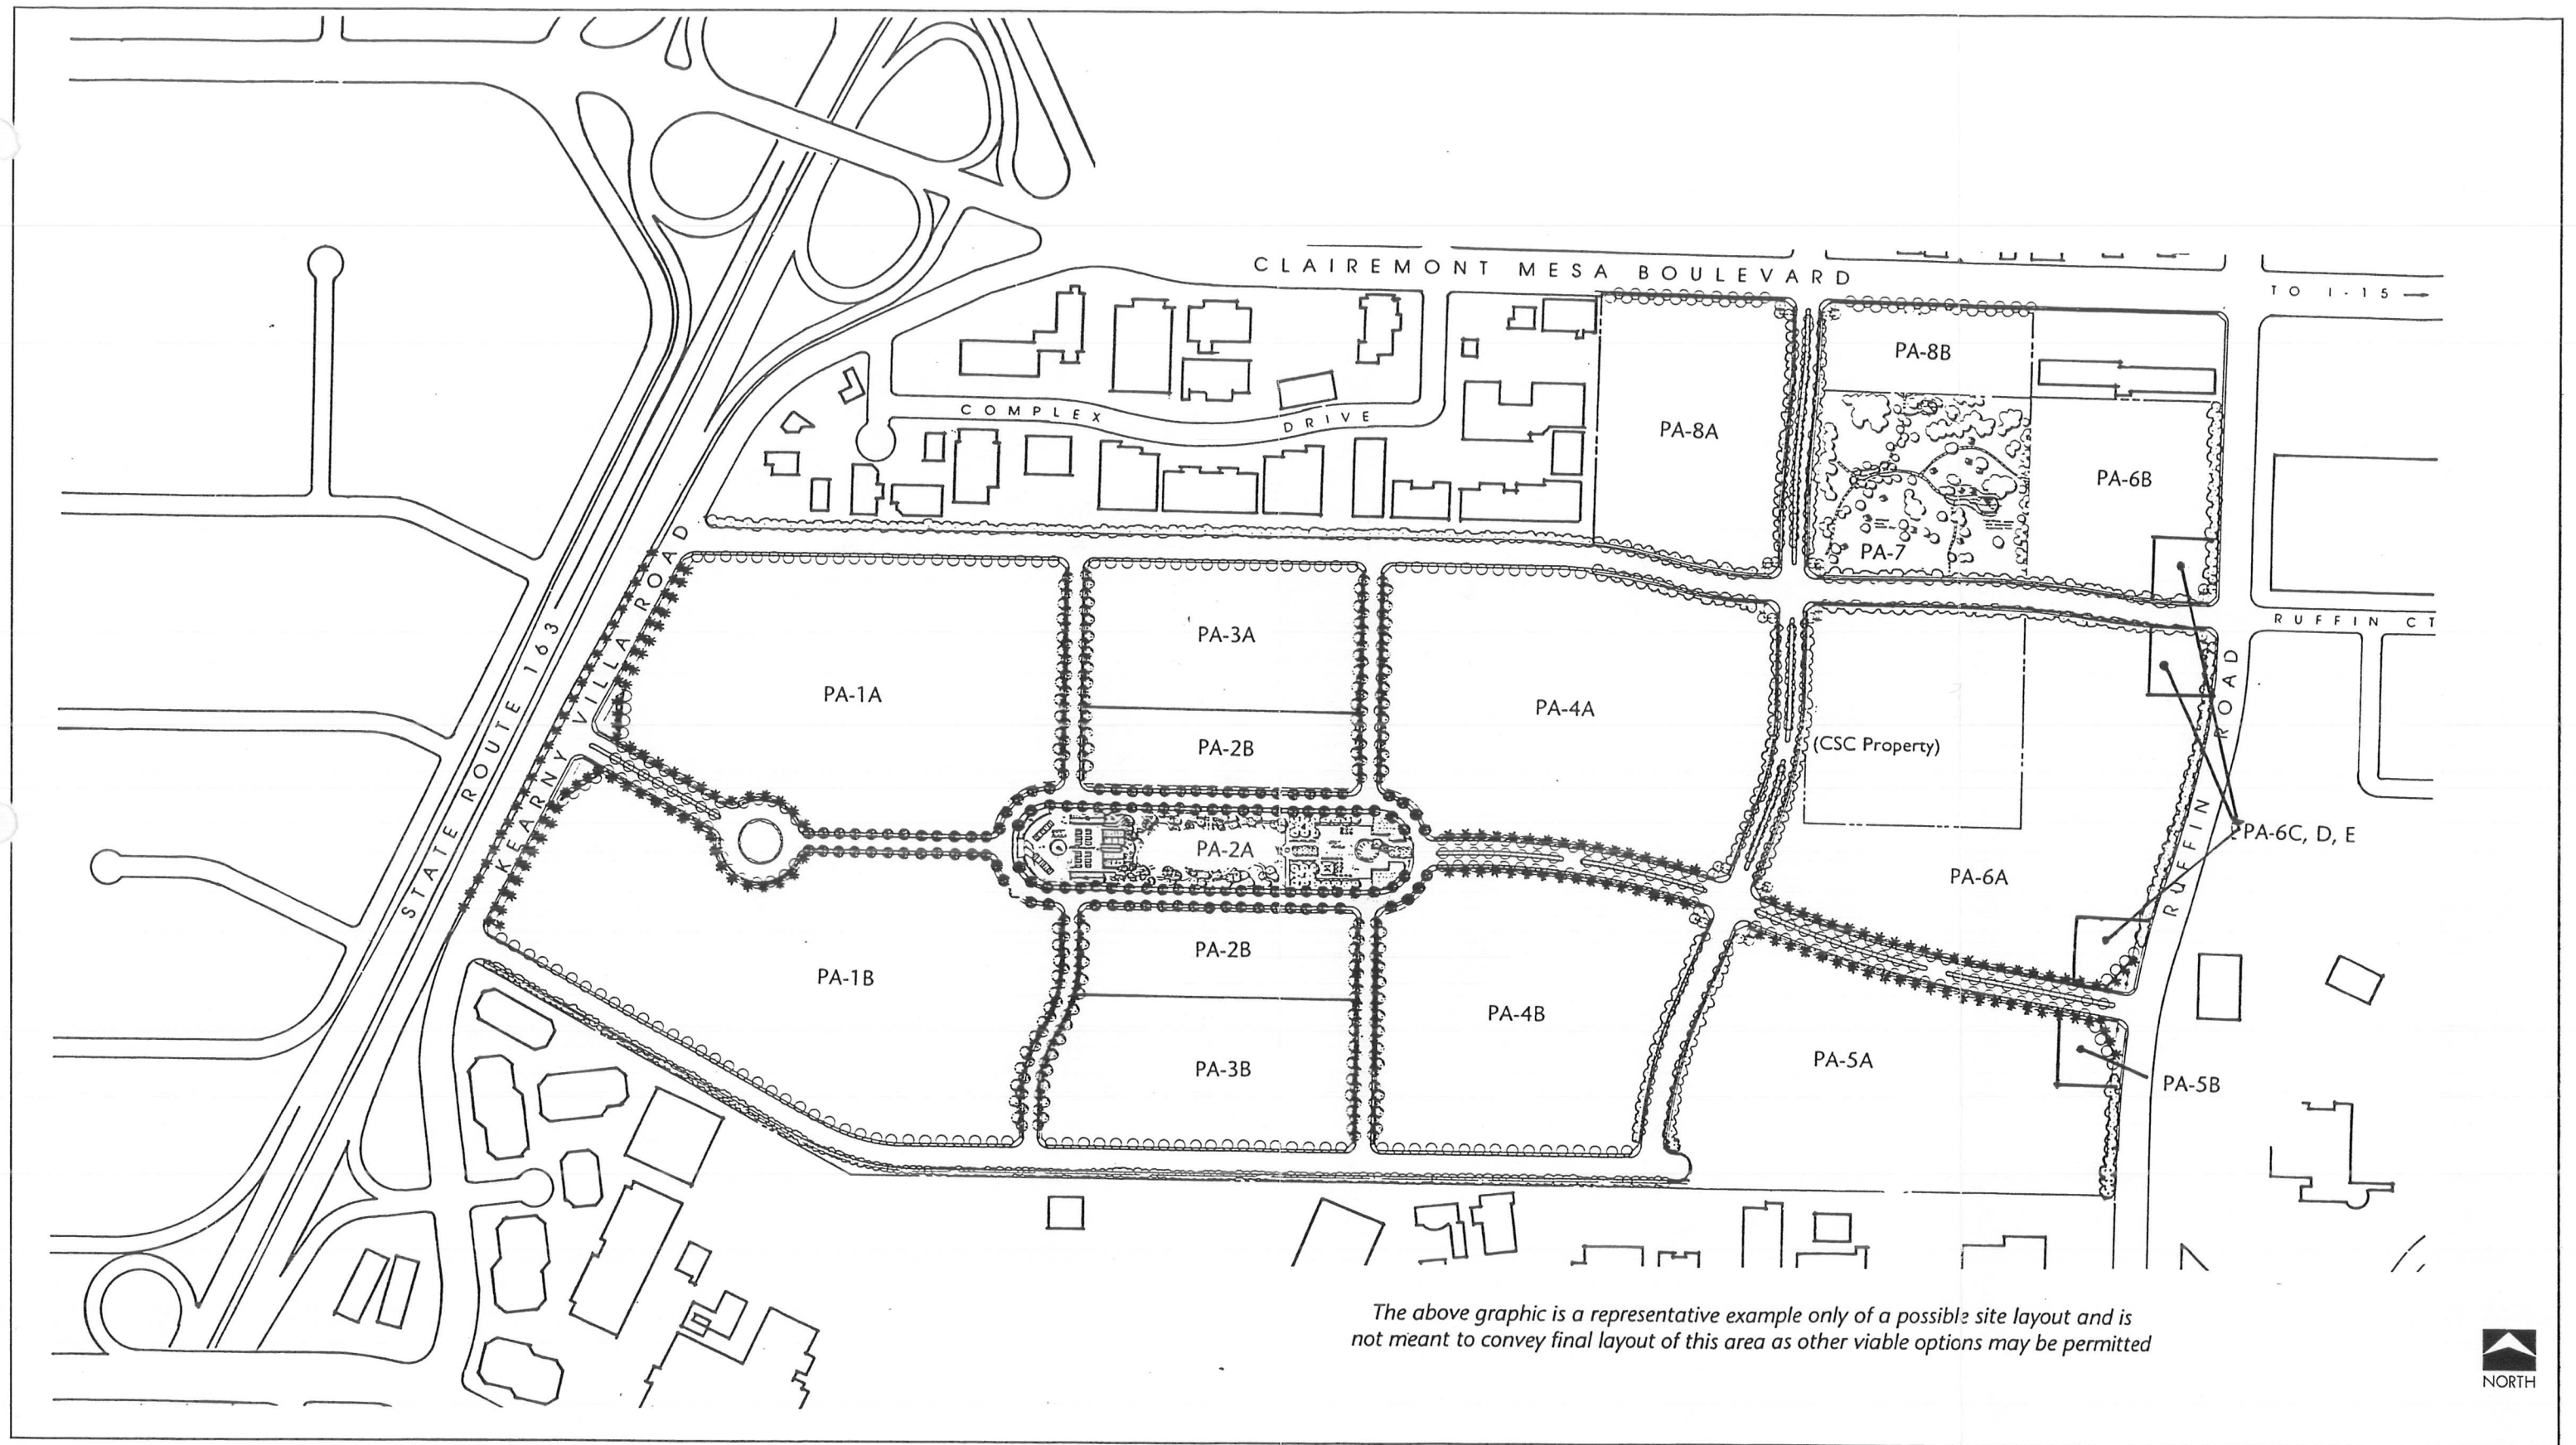 CLAIREMONT MESA BOULEVARD
TO I-15
PA-8B
COMPLEX DRIVE
PA-8A
PA-6B
PA-7
RUFFIN CT
STATE ROUTE 163
KEARNY VILLA ROAD
PA-3A
PA-1A
PA-4A
PA-2B
(CSC Property)
RUFFIN ROAD
PA-6C, D, E
PA-2A
PA-6A
PA-2B
PA-1B
PA-4B
PA-5A
PA-3B
PA-5B
The above graphic is a representative example only of a possible site layout and is
not meant to convey final layout of this area as other viable options may be permitted
NORTH